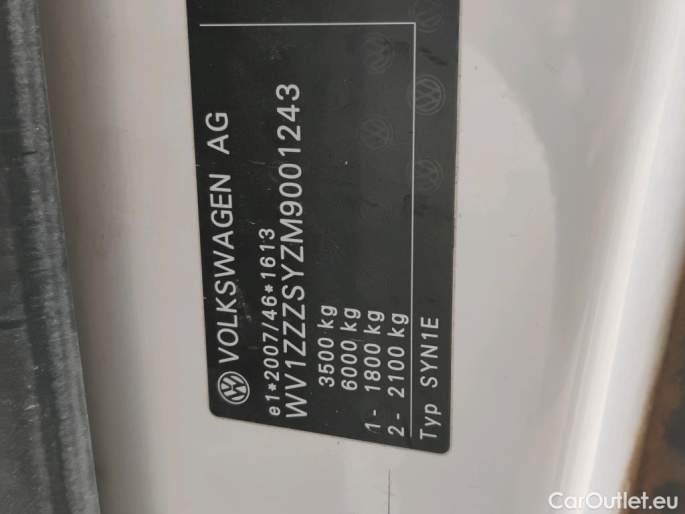 VOLKSWAGEN AG
e1*2007/46*1613
WV1ZZZSYZM9001243
3500 kg
6000 kg
1- 1800 kg
2- 2100 kg
Typ SYN1E
CarOutlet.eu